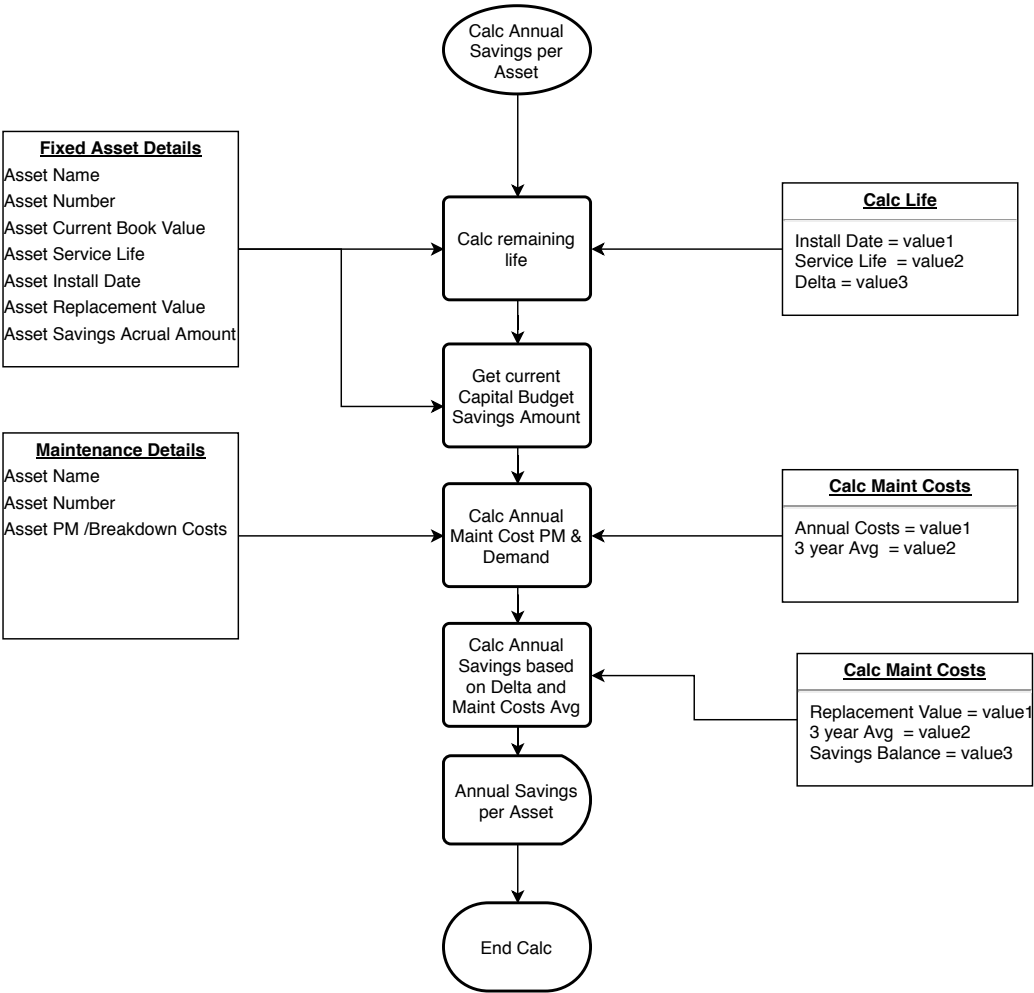 Calc Annual
Savings per
Asset
Fixed Asset Details
Asset Name
Asset Number
Asset Current Book Value
Asset Service Life
Asset Install Date
Asset Replacement Value
Asset Savings Acrual Amount
Calc remaining
life
Calc Life
Install Date = value1
Service Life  = value2
Delta = value3
Get current
Capital Budget
Savings Amount
Maintenance Details
Asset Name
Asset Number
Asset PM /Breakdown Costs
Calc Annual
Maint Cost PM &
Demand
Calc Maint Costs
Annual Costs = value1
3 year Avg  = value2
Calc Annual
Savings based
on Delta and
Maint Costs Avg
Calc Maint Costs
Replacement Value = value1
3 year Avg  = value2
Savings Balance = value3
Annual Savings
per Asset
End Calc